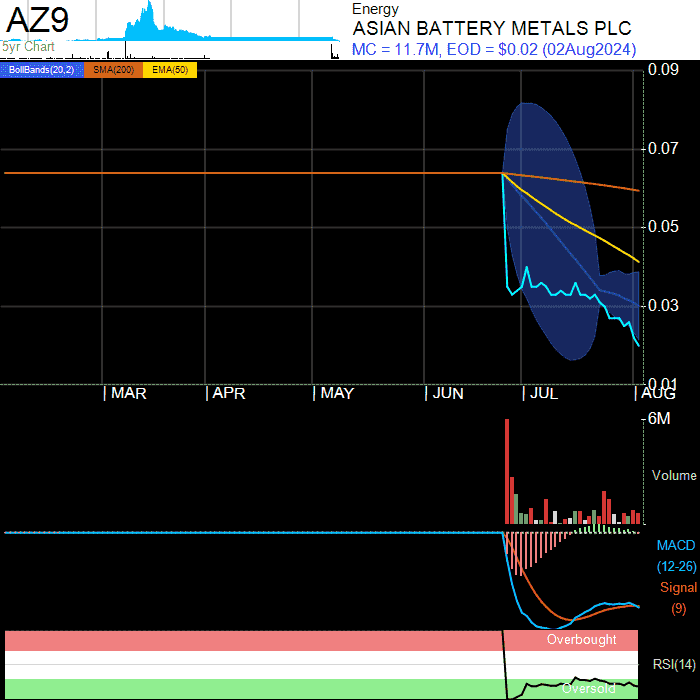 AZ9
5yr Chart
Energy
ASIAN BATTERY METALS PLC
MC = 11.7M, EOD = $0.02 (02Aug2024)
BollBands(20,2) SMA(200) EMA(50)
0.09
0.07
0.05
0.03
0.01
MAR APR MAY JUN JUL AUG
6M
Volume
MACD
(12-26)
Signal
(9)
Overbought
RSI(14)
Oversold